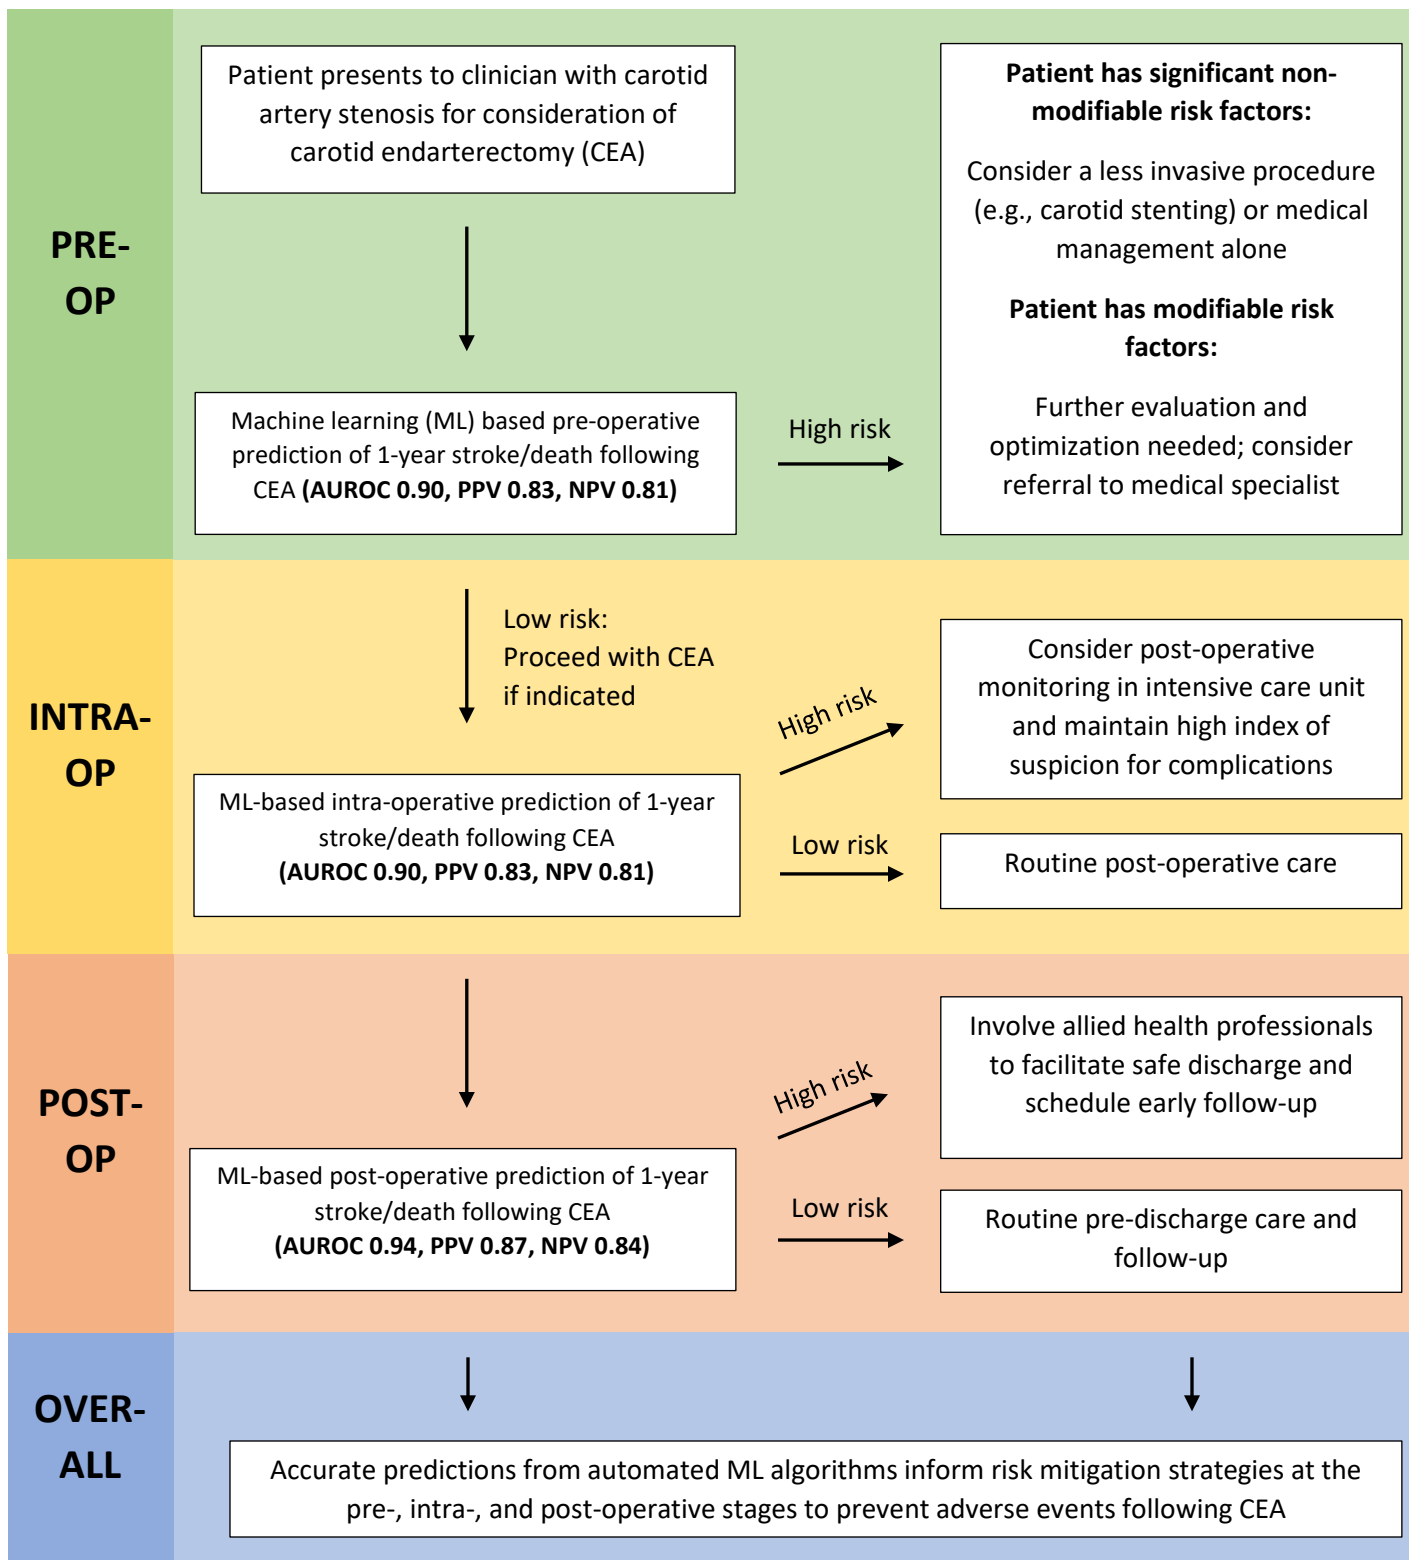 PRE-
OP
Patient presents to clinician with carotid
artery stenosis for consideration of
carotid endarterectomy (CEA)
Machine learning (ML) based pre-operative
prediction of 1-year stroke/death following
CEA (AUROC 0.90, PPV 0.83, NPV 0.81)
High risk
Patient has significant non-
modifiable risk factors:
Consider a less invasive procedure
(e.g., carotid stenting) or medical
management alone
Patient has modifiable risk
factors:
Further evaluation and
optimization needed; consider
referral to medical specialist
INTRA-
OP
Low risk:
Proceed with CEA
if indicated
ML-based intra-operative prediction of 1-year
stroke/death following CEA
(AUROC 0.90, PPV 0.83, NPV 0.81)
High risk
Consider post-operative
monitoring in intensive care unit
and maintain high index of
suspicion for complications
Low risk
Routine post-operative care
POST-
OP
ML-based post-operative prediction of 1-year
stroke/death following CEA
(AUROC 0.94, PPV 0.87, NPV 0.84)
High risk
Involve allied health professionals
to facilitate safe discharge and
schedule early follow-up
Low risk
Routine pre-discharge care and
follow-up
OVER-
ALL
Accurate predictions from automated ML algorithms inform risk mitigation strategies at the
pre-, intra-, and post-operative stages to prevent adverse events following CEA